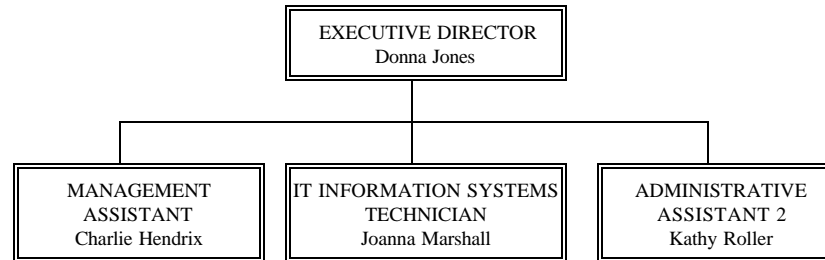 EXECUTIVE DIRECTOR
Donna Jones
MANAGEMENT
ASSISTANT
Charlie Hendrix
IT INFORMATION SYSTEMS
TECHNICIAN
Joanna Marshall
ADMINISTRATIVE
ASSISTANT 2
Kathy Roller